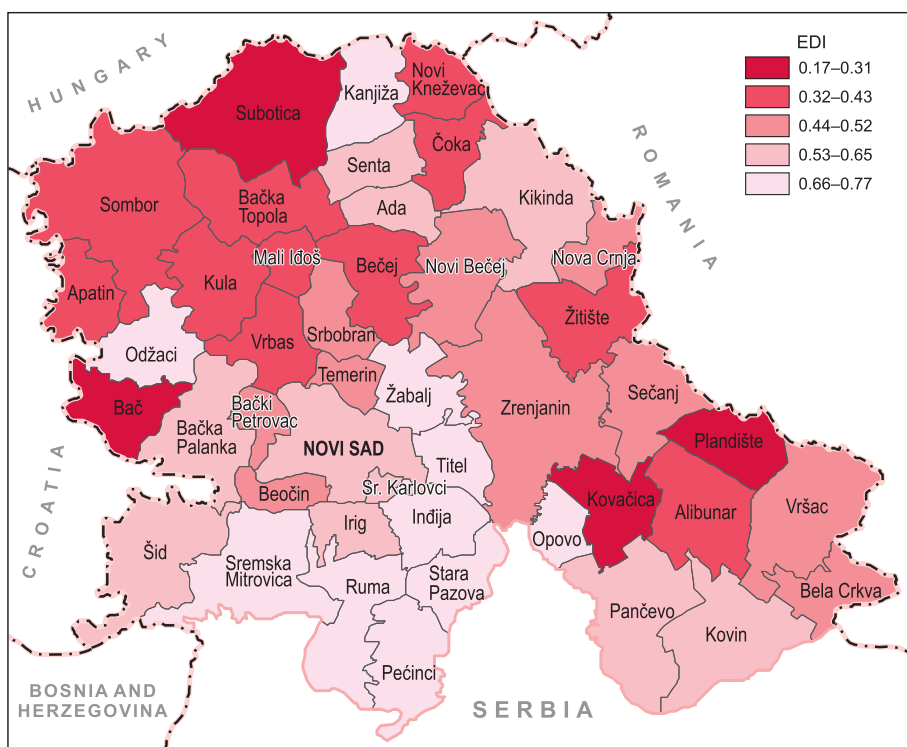 HUNGARY
EDI
0.17–0.31
0.32–0.43
0.44–0.52
0.53–0.65
0.66–0.77
ROMANIA
Subotica
Kanjiža
Novi
Kneževac
Čoka
Senta
Sombor
Bačka
Topola
Ada
Kikinda
Mali Iđoš
Bečej
Novi Bečej
Nova Crnja
Apatin
Kula
Žitište
Odžaci
Vrbas
Srbobran
Temerin
Žabalj
Zrenjanin
Sečanj
Bač
Bačka
Palanka
Bački
Petrovac
NOVI SAD
Titel
Plandište
Beočin
Sr. Karlovci
Kovačica
Alibunar
Vršac
CROATIA
Šid
Irig
Inđija
Opovo
Sremska
Mitrovica
Ruma
Stara
Pazova
Pančevo
Bela Crkva
Kovin
Pećinci
BOSNIA AND
HERZEGOVINA
SERBIA